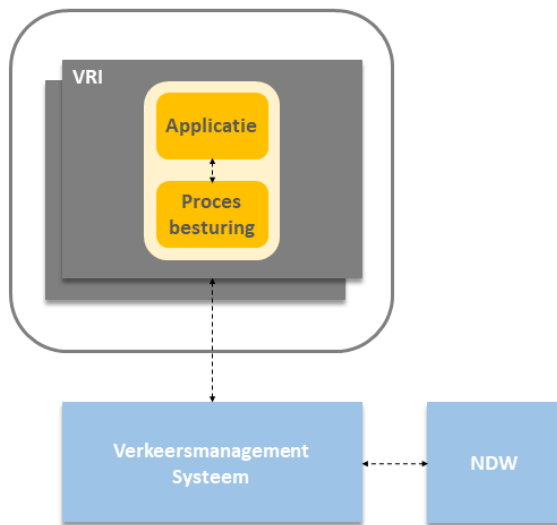 VRI
Applicatie
Proces
besturing
Verkeersmanagement
Systeem
NDW